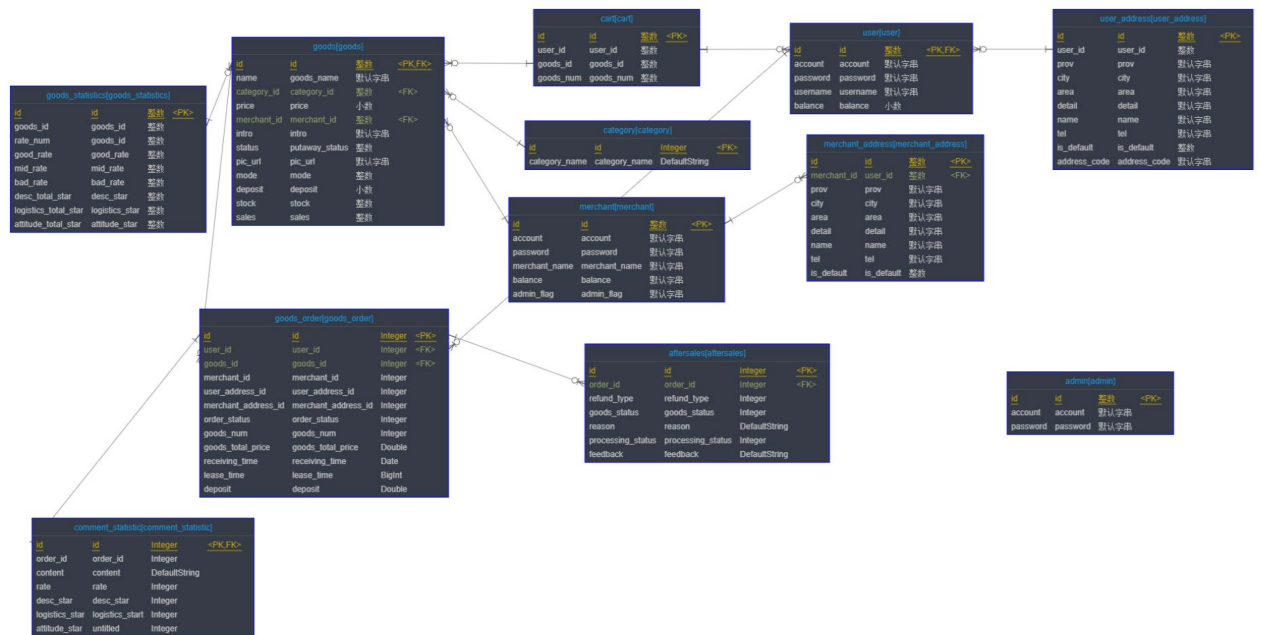 cart[cart]
id id 整数 <PK>
user_id user_id 整数
goods_id goods_id 整数
goods_num goods_num 整数
user[user]
id id 整数 <PK,FK>
account account 默认字串
password password 默认字串
username username 默认字串
balance balance 小数
user_address[user_address]
id id 整数 <PK>
user_id user_id 整数
prov prov 默认字串
city city 默认字串
area area 默认字串
detail detail 默认字串
name name 默认字串
tel tel 默认字串
is_default is_default 整数
address_code address_code 默认字串
goods[goods]
id id 整数 <PK,FK>
name goods_name 默认字串
category_id category_id 整数 <FK>
price price 小数
merchant_id merchant_id 整数 <FK>
intro intro 默认字串
status putaway_status 整数
pic_url pic_url 默认字串
mode mode 整数
deposit deposit 小数
stock stock 整数
sales sales 整数
goods_statistics[goods_statistics]
id id 整数 <PK>
goods_id goods_id 整数
rate_num goods_id 整数
good_rate good_rate 整数
mid_rate mid_rate 整数
bad_rate bad_rate 整数
desc_total_star desc_star 整数
logistics_total_star logistics_star 整数
attitude_total_star attitude_star 整数
category[category]
id id Integer <PK>
category_name category_name DefaultString
merchant_address[merchant_address]
id id 整数 <PK>
merchant_id user_id 整数 <FK>
prov prov 默认字串
city city 默认字串
area area 默认字串
detail detail 默认字串
name name 默认字串
tel tel 默认字串
is_default is_default 整数
merchant[merchant]
id id 整数 <PK>
account account 默认字串
password password 默认字串
merchant_name merchant_name 默认字串
balance balance 默认字串
admin_flag admin_flag 默认字串
goods_order[goods_order]
id id Integer <PK>
user_id user_id Integer <FK>
goods_id goods_id Integer <FK>
merchant_id merchant_id Integer
user_address_id user_address_id Integer
merchant_address_id merchant_address_id Integer
order_status order_status Integer
goods_num goods_num Integer
goods_total_price goods_total_price Double
receiving_time receiving_time Date
lease_time lease_time BigInt
deposit deposit Double
aftersales[aftersales]
id id Integer <PK>
order_id order_id Integer <FK>
refund_type refund_type Integer
goods_status goods_status Integer
reason reason DefaultString
processing_status processing_status Integer
feedback feedback DefaultString
admin[admin]
id id 整数 <PK>
account account 默认字串
password password 默认字串
comment_statistic[comment_statistic]
id id Integer <PK,FK>
order_id order_id Integer
content content DefaultString
rate rate Integer
desc_star desc_star Integer
logistics_star logistics_start Integer
attitude_star untitled Integer